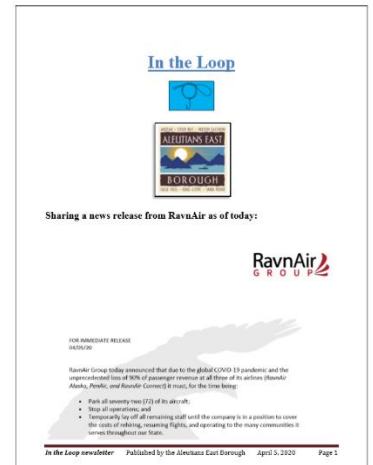 In the Loop
ALEUTIANS EAST
BOROUGH
Sharing a news release from RavnAir as of today:
RavnAir
GROUP
FOR IMMEDIATE RELEASE
04/05/20
RavnAir Group today announced that due to the global COVID-19 pandemic and the
unprecedented loss of 90% of passenger revenue at all three of its airlines (RavnAir
Alaska, PenAir, and RavnAir Connect) it must, for the time being:
• Park all seventy two (72) of its aircraft;
• Stop all operations; and
• Temporarily lay off all remaining staff until the company is in a position to cover
the costs of rehiring, resuming flights, and operating to the many communities it
serves throughout our State.
In the Loop newsletter Published by the Aleutians East Borough April 5, 2020 Page 1